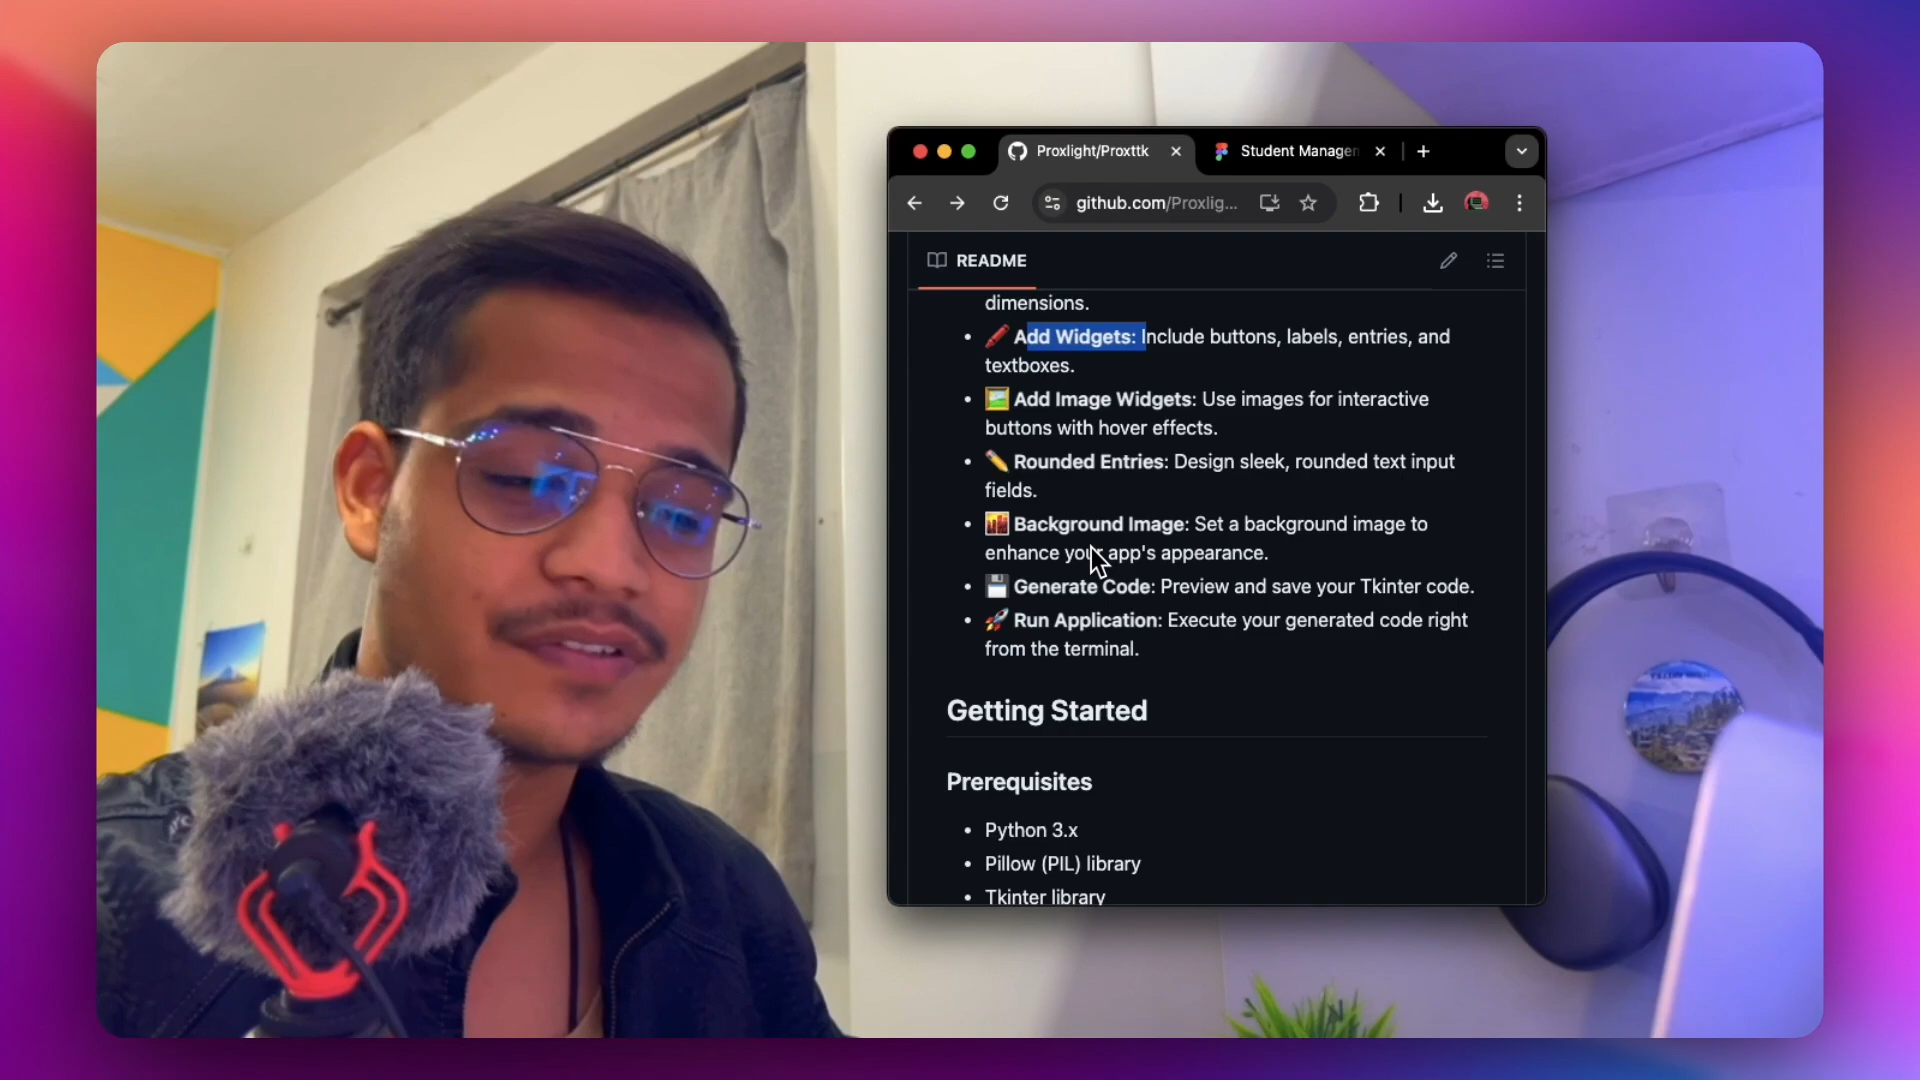 Proxlight/Proxttk
Student Managen
github.com/Proxlig...
README
dimensions.
Add Widgets: Include buttons, labels, entries, and
textboxes.
Add Image Widgets: Use images for interactive
buttons with hover effects.
Rounded Entries: Design sleek, rounded text input
fields.
Background Image: Set a background image to
enhance your app's appearance.
Generate Code: Preview and save your Tkinter code.
Run Application: Execute your generated code right
from the terminal.
Getting Started
Prerequisites
• Python 3.x
• Pillow (PIL) library
• Tkinter library